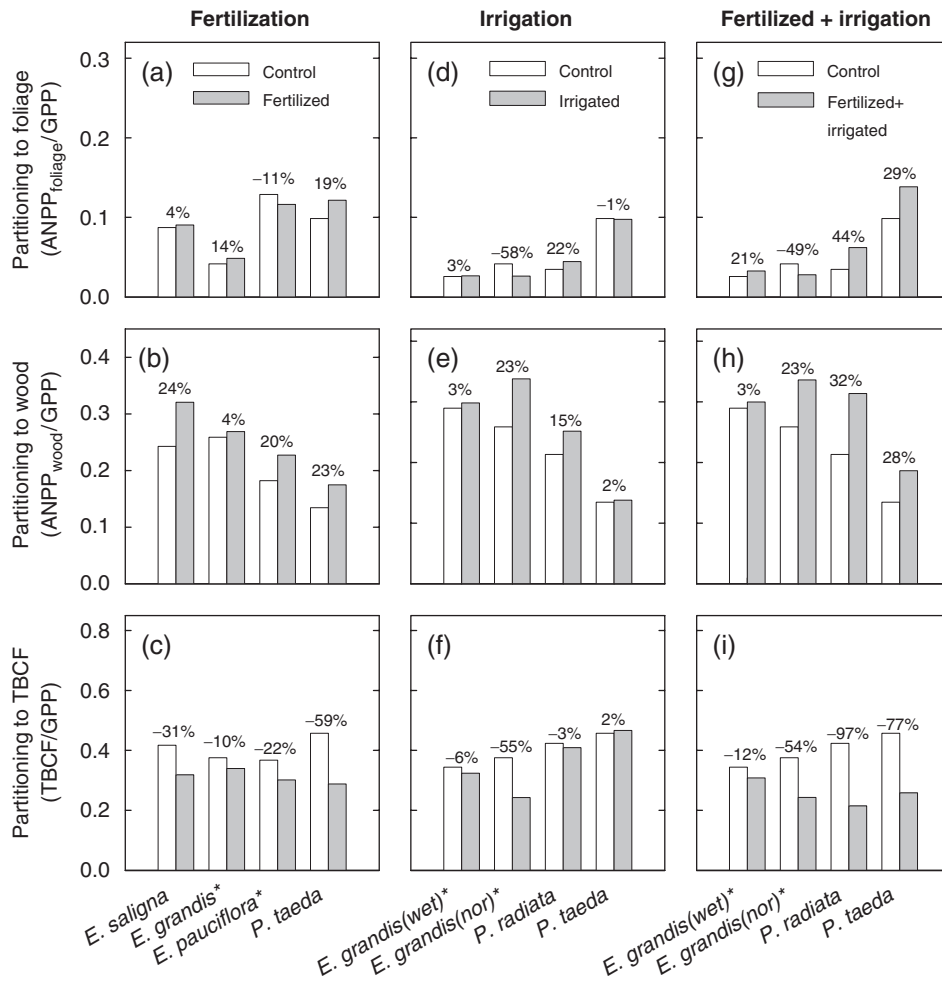 Fertilization
Irrigation
Fertilized + irrigation
Partitioning to foliage
(ANPPfoliage/GPP)
0.3
0.2
0.1
0.0
(a)
Control
Fertilized
4%
14%
−11%
19%
(d)
Control
Irrigated
3%
−58%
22%
−1%
(g)
Control
Fertilized+
irrigated
21%
−49%
44%
29%
Partitioning to wood
(ANPPwood/GPP)
0.4
0.3
0.2
0.1
0.0
(b)
24%
4%
20%
23%
(e)
3%
23%
15%
2%
(h)
3%
23%
32%
28%
Partitioning to TBCF
(TBCF/GPP)
0.8
0.6
0.4
0.2
0.0
(c)
−31%
−10%
−22%
−59%
(f)
−6%
−55%
−3%
2%
(i)
−12%
−54%
−97%
−77%
E. saligna
E. grandis*
E. pauciflora*
P. taeda
E. grandis(wet)*
E. grandis(nor)*
P. radiata
P. taeda
E. grandis(wet)*
E. grandis(nor)*
P. radiata
P. taeda